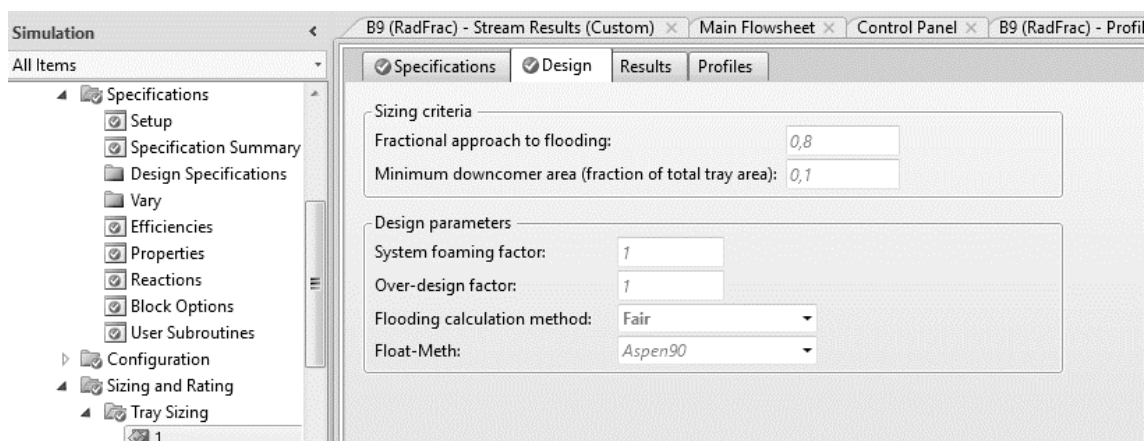 Simulation
All Items
Specifications
Setup
Specification Summary
Design Specifications
Vary
Efficiencies
Properties
Reactions
Block Options
User Subroutines
Configuration
Sizing and Rating
Tray Sizing
1
B9 (RadFrac) - Stream Results (Custom) Main Flowsheet Control Panel B9 (RadFrac) - Profil
Specifications Design Results Profiles
Sizing criteria
Fractional approach to flooding: 0,8
Minimum downcomer area (fraction of total tray area): 0,1
Design parameters
System foaming factor: 1
Over-design factor: 1
Flooding calculation method: Fair
Float-Meth: Aspen90